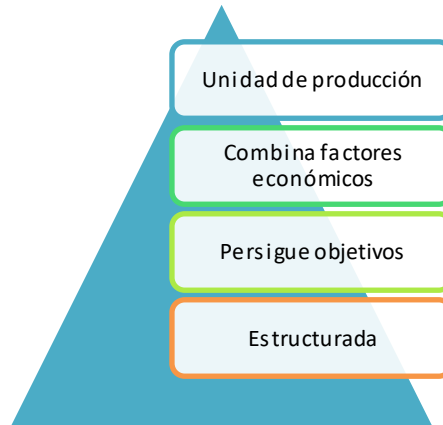 Unidad de producción
Combina factores
económicos
Persigue objetivos
Estructurada